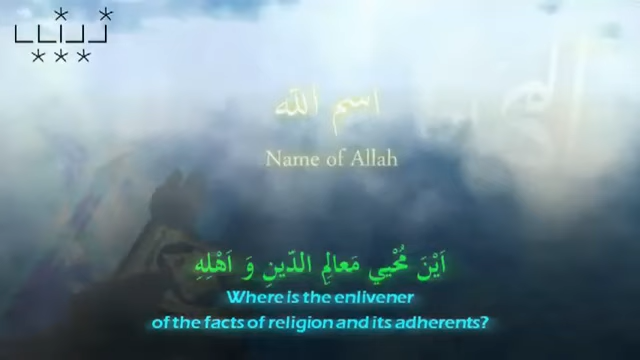 اسم الله
Name of Allah
اَيْنَ مُحْيي مَعالِمِ الدّينِ وَ اَهْلِهِ
Where is the enlivener
of the facts of religion and its adherents?